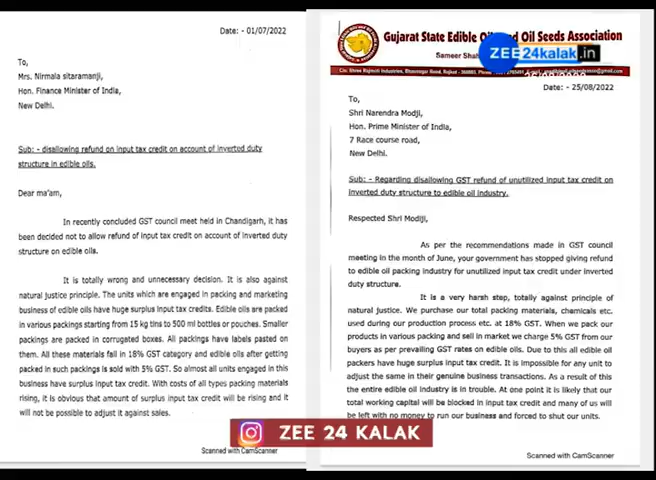 Date: - 01/07/2022
To,
Mrs. Nirmala sitaramanji,
Hon. Finance Minister of India,
New Delhi.
Sub: - disallowing refund on input tax credit on account of inverted duty
structure in edible oils.
Dear ma'am,
In recently concluded GST council meet held in Chandigarh, it has
been decided not to allow refund of input tax credit on account of inverted duty
structure on edible oils.
It is totally wrong and unnecessary decision. It is also against
natural justice principle. The units which are engaged in packing and marketing
business of edible oils have huge surplus input tax credits. Edible oils are packed
in various packings starting from 15 kg tins to 500 ml bottles or pouches. Smaller
packings are packed in corrugated boxes. All packings have labels pasted on
them. All these materials fall in 18% GST category and edible oils after getting
packed in such packings is sold with 5% GST. So almost all units engaged in this
business have surplus input tax credit. With costs of all types packing materials
rising, it is obvious that amount of surplus input tax credit will be rising and it
will not be possible to adjust it against sales.
Scanned with CamScanner
Gujarat State Edible Oil and Oil Seeds Association
Sameer Shah
ZEE24kalak.in
Date: - 25/08/2022
To,
Shri Narendra Modji,
Hon. Prime Minister of India,
7 Race course road,
New Delhi.
Sub: - Regarding disallowing GST refund of unutilized input tax credit on
inverted duty structure to edible oil industry.
Respected Shri Modiji,
As per the recommendations made in GST council
meeting in the month of June, your government has stopped giving refund
to edible oil packing industry for unutilized input tax credit under inverted
duty structure.
It is a very harsh step, totally against principle of
natural justice. We purchase our total packing materials, chemicals etc.
used during our production process etc. at 18% GST. When we pack our
products in various packing and sell in market we charge 5% GST from our
buyers as per prevailing GST rates on edible oils. Due to this all edible oil
packers have huge surplus input tax credit. It is impossible for any unit to
adjust the same in their genuine business transactions. As a result of this
the entire edible oil industry is in trouble. At one point it is likely that our
total working capital will be blocked in input tax credit and many of us will
be left with no money to run our business and forced to shut our units.
Scanned with CamScanner
ZEE 24 KALAK